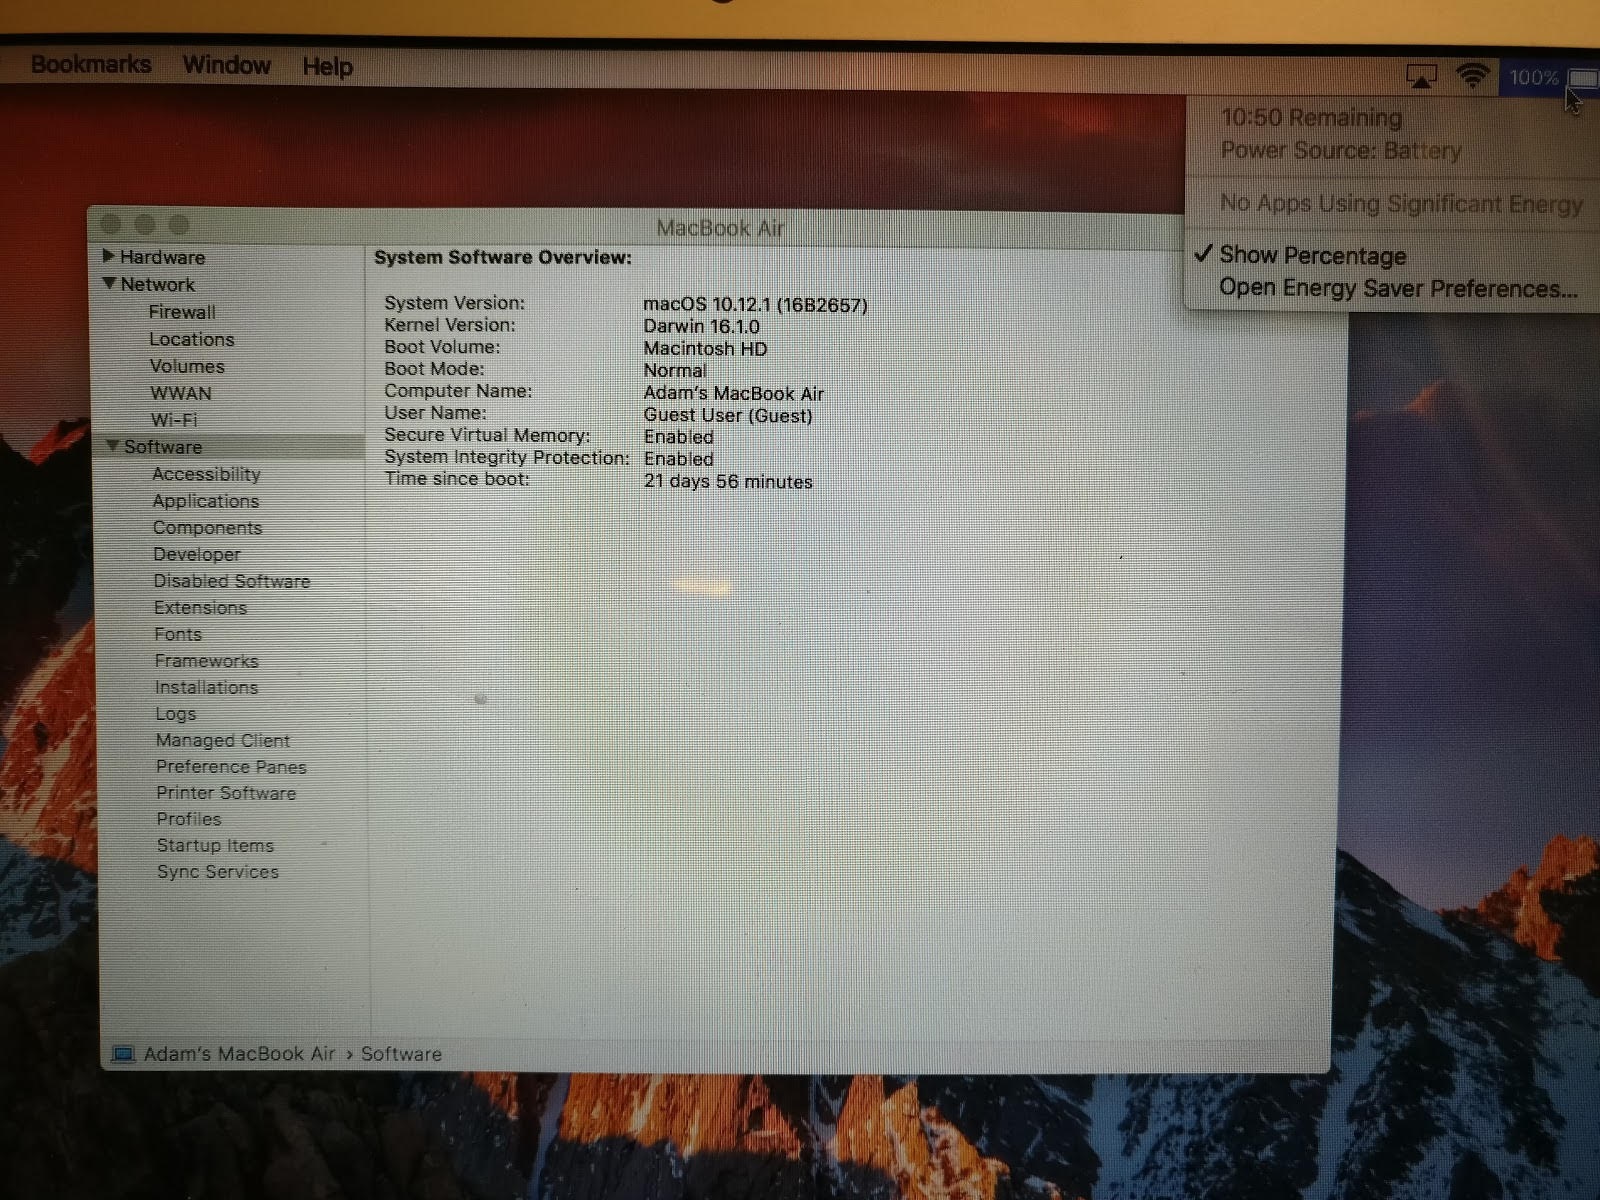 Bookmarks Window Help
100%
10:50 Remaining
Power Source: Battery
No Apps Using Significant Energy
✓ Show Percentage
Open Energy Saver Preferences...
MacBook Air
Hardware
Network
Firewall
Locations
Volumes
WWAN
Wi-Fi
Software
Accessibility
Applications
Components
Developer
Disabled Software
Extensions
Fonts
Frameworks
Installations
Logs
Managed Client
Preference Panes
Printer Software
Profiles
Startup Items
Sync Services
System Software Overview:
System Version: macOS 10.12.1 (16B2657)
Kernel Version: Darwin 16.1.0
Boot Volume: Macintosh HD
Boot Mode: Normal
Computer Name: Adam's MacBook Air
User Name: Guest User (Guest)
Secure Virtual Memory: Enabled
System Integrity Protection: Enabled
Time since boot: 21 days 56 minutes
Adam's MacBook Air › Software